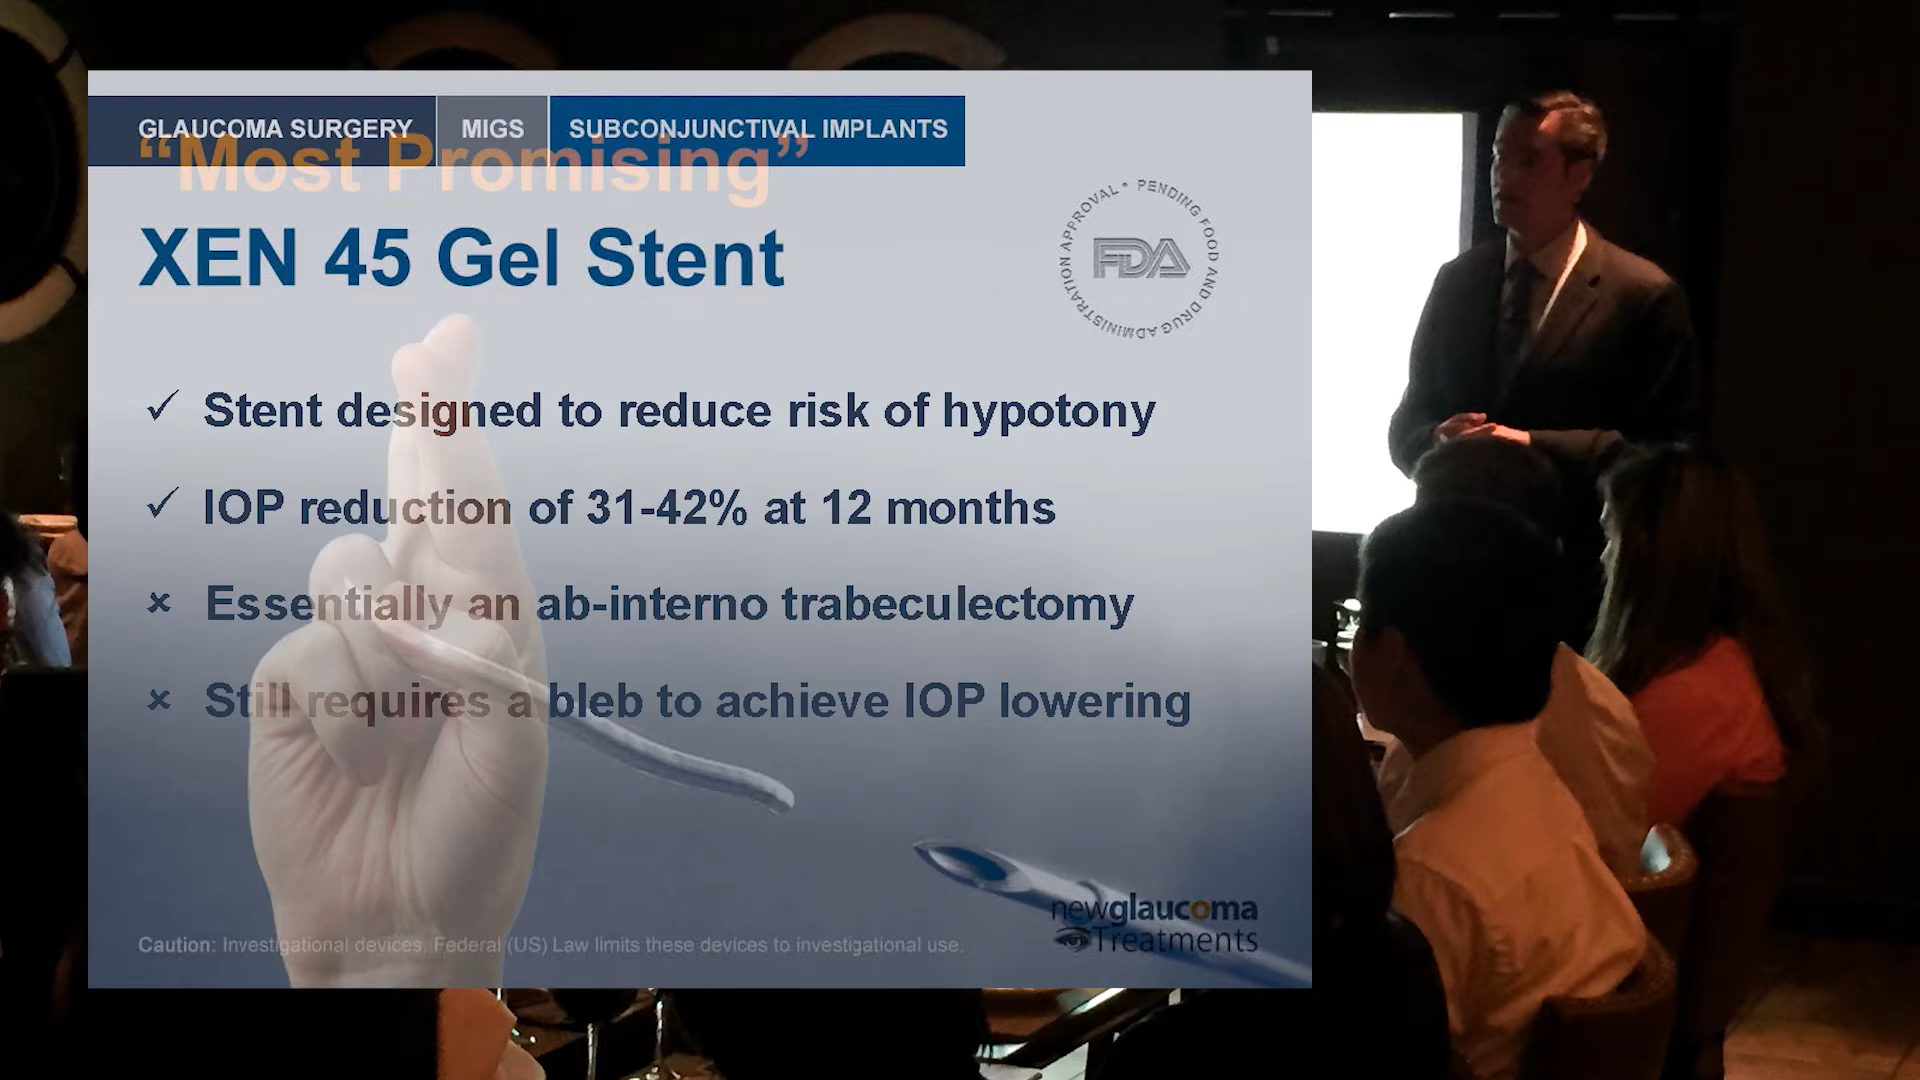 GLAUCOMA SURGERY MIGS SUBCONJUNCTIVAL IMPLANTS
“Most Promising”
XEN 45 Gel Stent
PENDING FOOD AND DRUG ADMINISTRATION APPROVAL •
FDA
✓ Stent designed to reduce risk of hypotony
✓ IOP reduction of 31-42% at 12 months
× Essentially an ab-interno trabeculectomy
× Still requires a bleb to achieve IOP lowering
newglaucoma
Treatments
Caution: Investigational devices. Federal (US) Law limits these devices to investigational use.